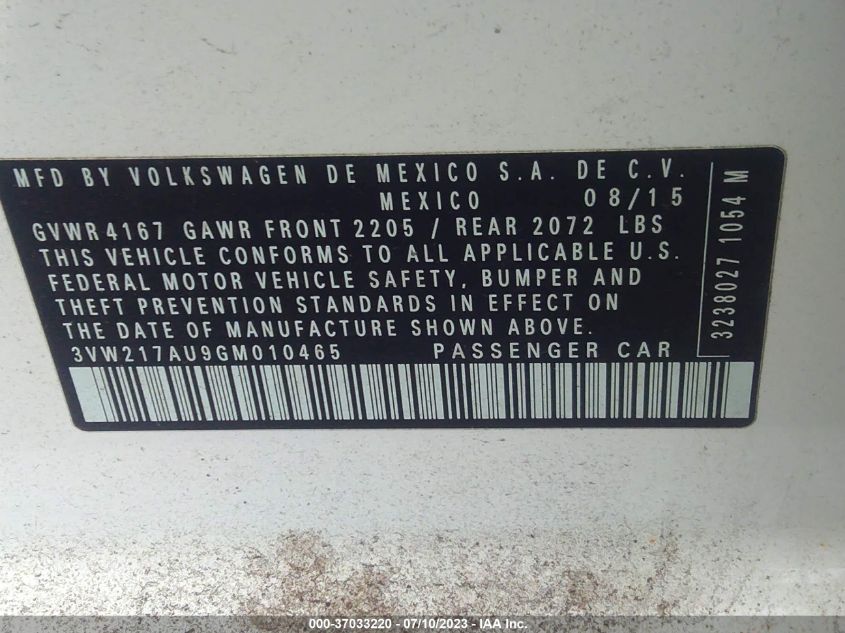 MFD BY VOLKSWAGEN DE MEXICO S.A. DE C.V.
MEXICO 08/15
GVWR4167 GAWR FRONT 2205 / REAR 2072 LBS
THIS VEHICLE CONFORMS TO ALL APPLICABLE U.S.
FEDERAL MOTOR VEHICLE SAFETY, BUMPER AND
THEFT PREVENTION STANDARDS IN EFFECT ON
THE DATE OF MANUFACTURE SHOWN ABOVE.
3VW217AU9GM010465 PASSENGER CAR
3238027 1054 M
000-37033220 - 07/10/2023 - IAA Inc.